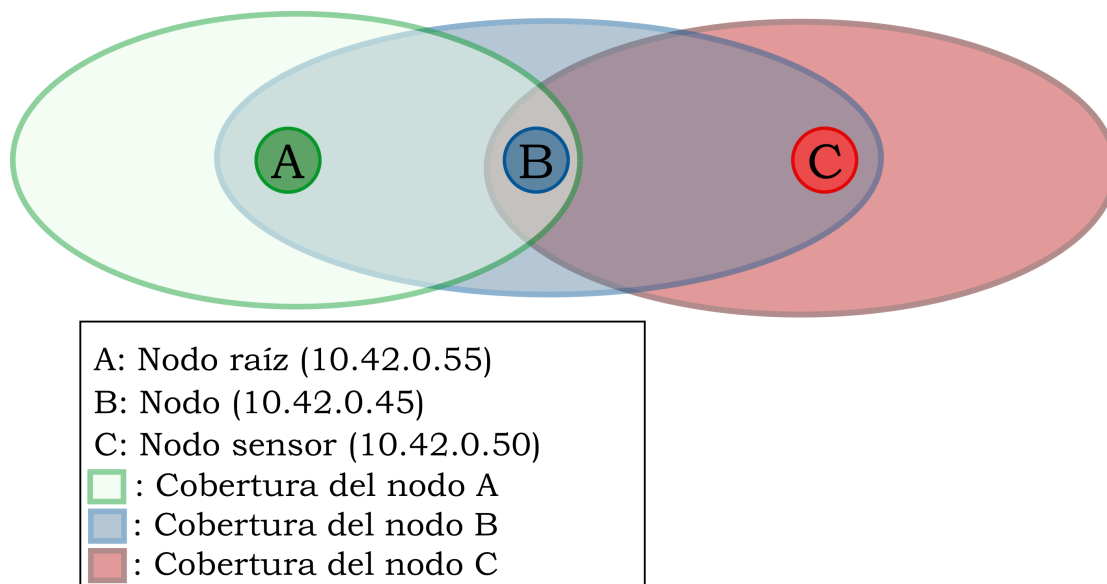 A B C
A: Nodo raíz (10.42.0.55)
B: Nodo (10.42.0.45)
C: Nodo sensor (10.42.0.50)
: Cobertura del nodo A
: Cobertura del nodo B
: Cobertura del nodo C